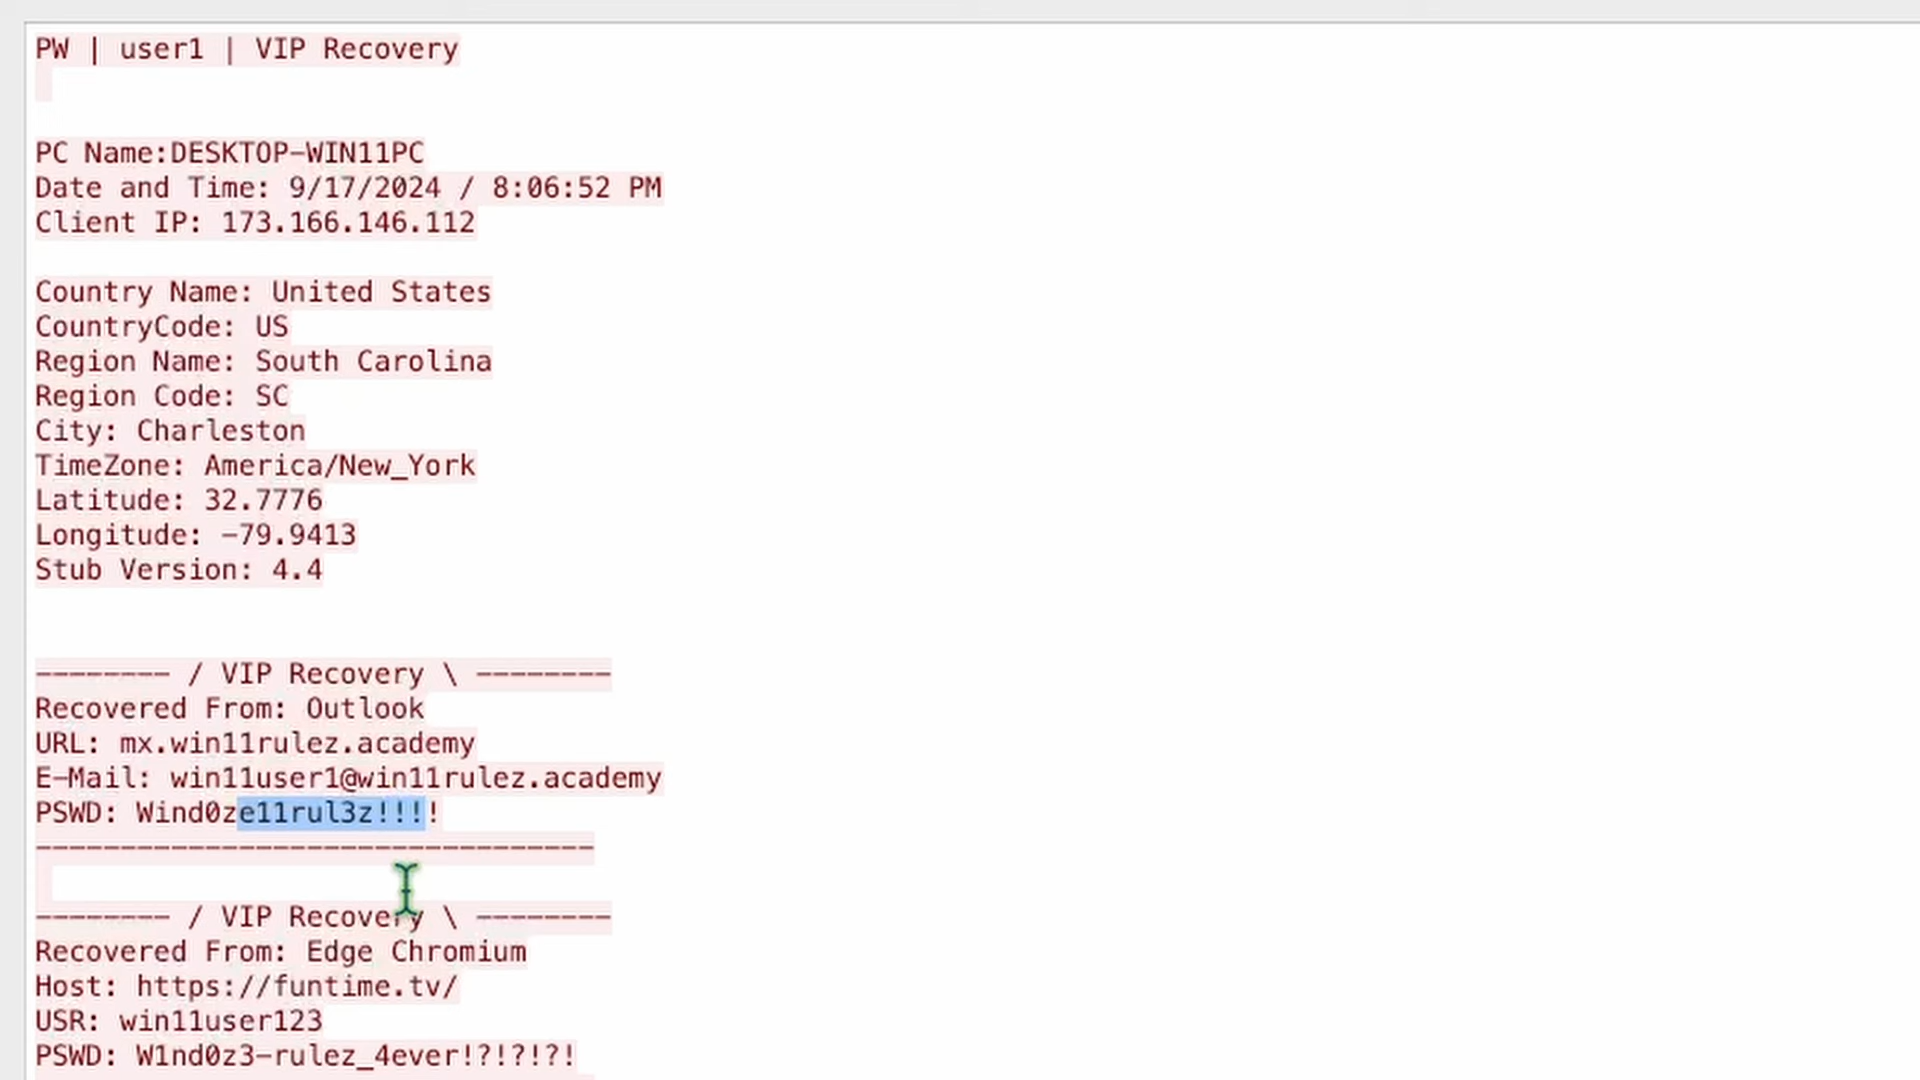 PW | user1 | VIP Recovery
PC Name:DESKTOP-WIN11PC
Date and Time: 9/17/2024 / 8:06:52 PM
Client IP: 173.166.146.112
Country Name: United States
CountryCode: US
Region Name: South Carolina
Region Code: SC
City: Charleston
TimeZone: America/New_York
Latitude: 32.7776
Longitude: -79.9413
Stub Version: 4.4
-------- / VIP Recovery \ --------
Recovered From: Outlook
URL: mx.win11rulez.academy
E-Mail: win11user1@win11rulez.academy
PSWD: Wind0ze11rul3z!!!!
---------------------------------
-------- / VIP Recovery \ --------
Recovered From: Edge Chromium
Host: https://funtime.tv/
USR: win11user123
PSWD: W1nd0z3-rulez_4ever!?!?!?!